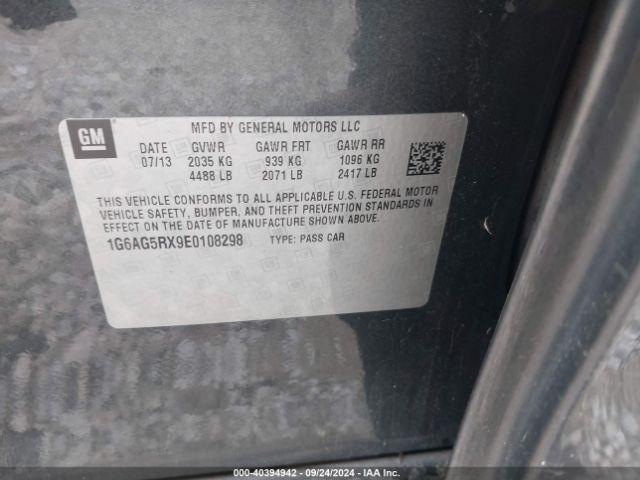 GM
MFD BY GENERAL MOTORS LLC
DATE GVWR GAWR FRT GAWR RR
07/13 2035 KG 939 KG 1096 KG
4488 LB 2071 LB 2417 LB
THIS VEHICLE CONFORMS TO ALL APPLICABLE U.S. FEDERAL MOTOR
VEHICLE SAFETY, BUMPER, AND THEFT PREVENTION STANDARDS IN
EFFECT ON THE DATE OF MANUFACTURE SHOWN ABOVE.
1G6AG5RX9E0108298 TYPE: PASS CAR
000-40394942 - 09/24/2024 - IAA Inc.